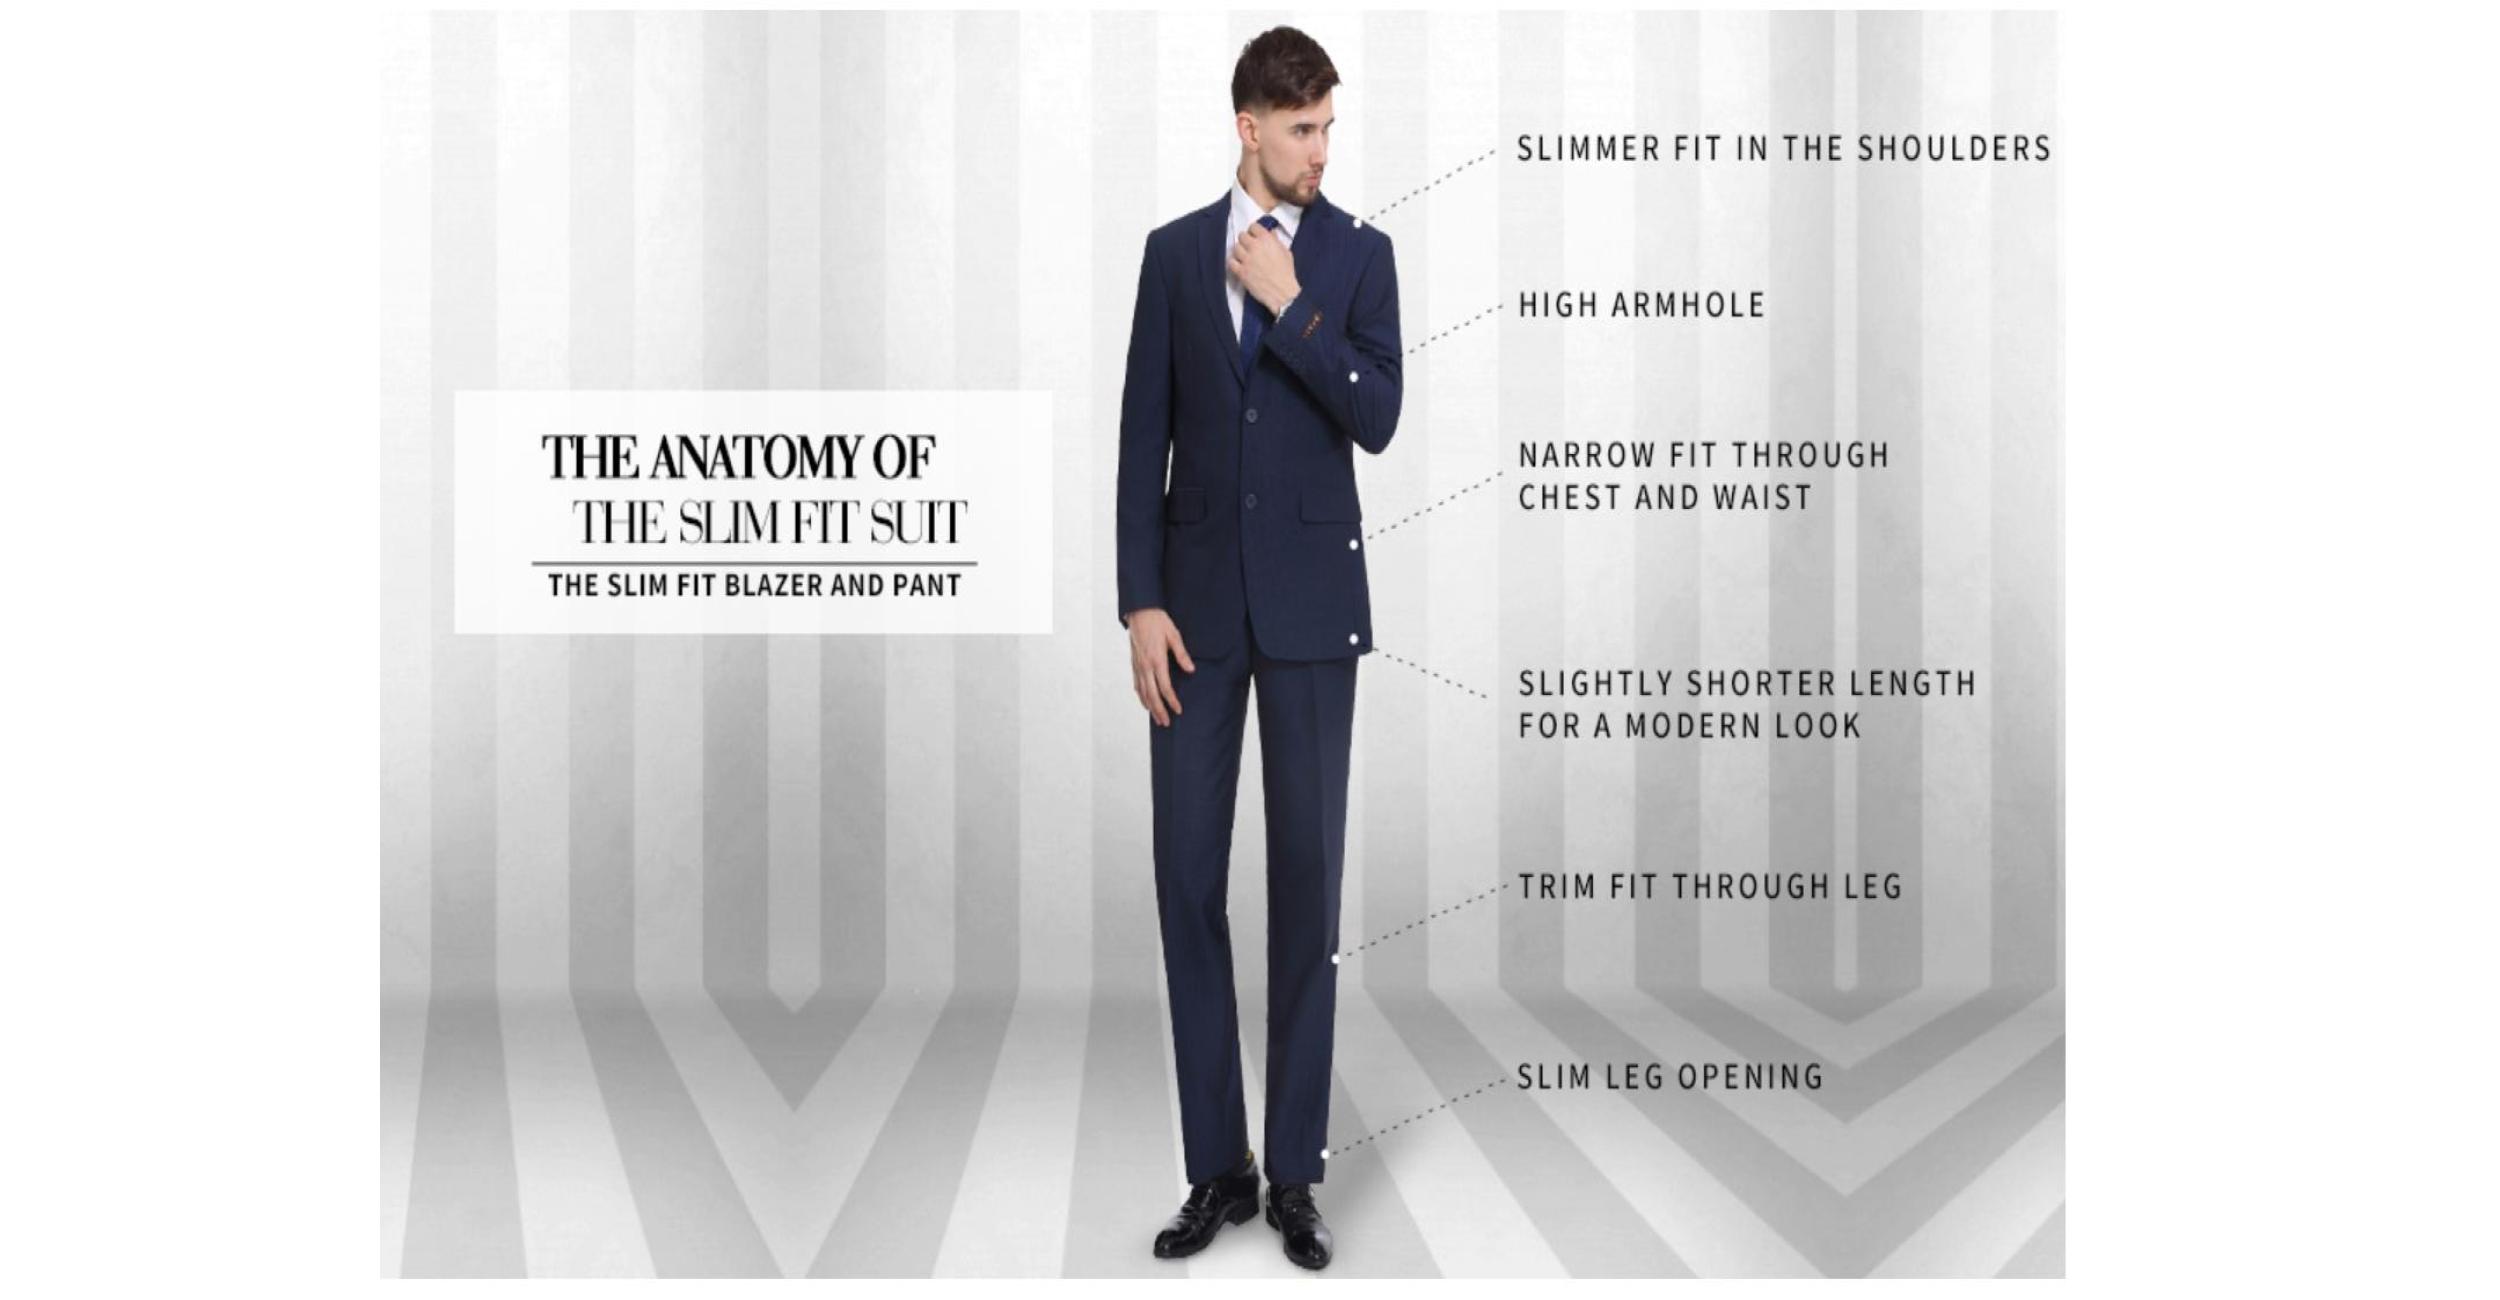 THE ANATOMY OF
THE SLIM FIT SUIT
THE SLIM FIT BLAZER AND PANT
SLIMMER FIT IN THE SHOULDERS
HIGH ARMHOLE
NARROW FIT THROUGH
CHEST AND WAIST
SLIGHTLY SHORTER LENGTH
FOR A MODERN LOOK
TRIM FIT THROUGH LEG
SLIM LEG OPENING